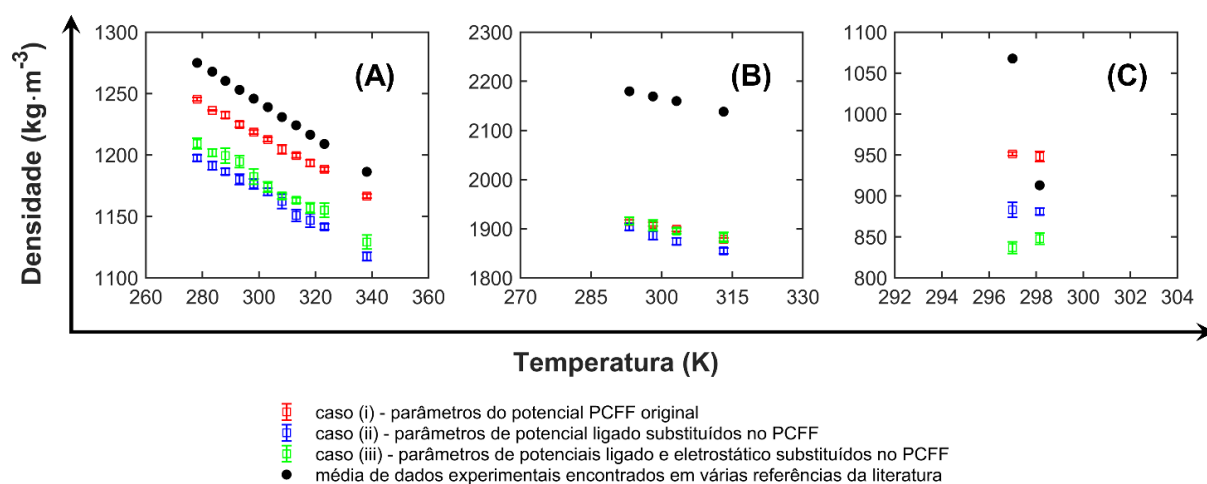 Densidade (kg·m⁻³)
1300
1250
1200
1150
1100
260 280 300 320 340 360
(A)
2300
2200
2100
2000
1900
1800
270 285 300 315 330
(B)
1100
1050
1000
950
900
850
800
292 294 296 298 300 302 304
(C)
Temperatura (K)
caso (i) - parâmetros do potencial PCFF original
caso (ii) - parâmetros de potencial ligado substituídos no PCFF
caso (iii) - parâmetros de potenciais ligado e eletrostático substituídos no PCFF
média de dados experimentais encontrados em várias referências da literatura